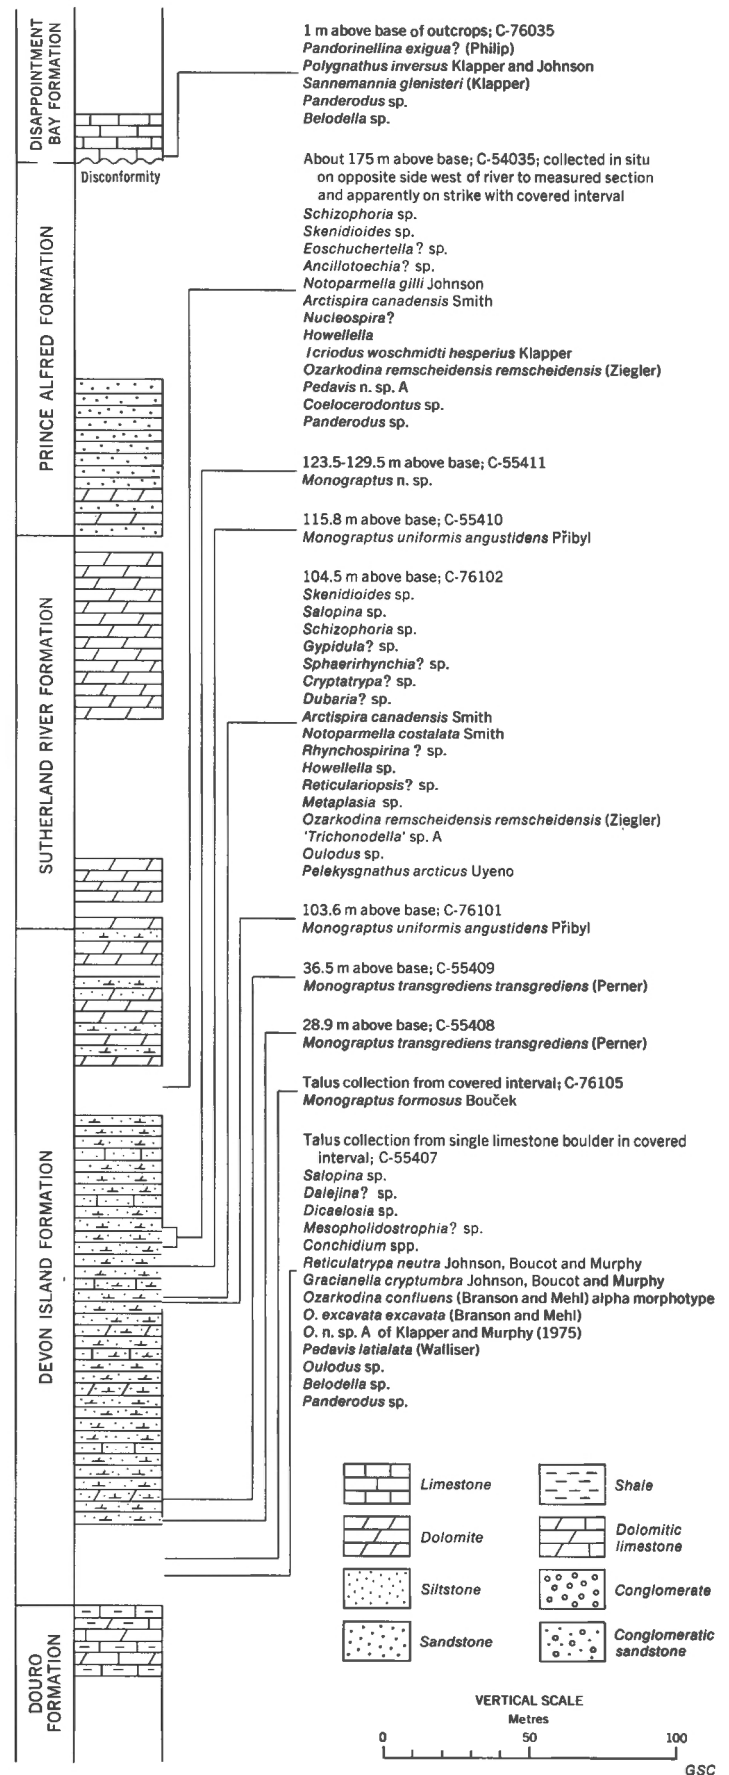 DISAPPOINTMENT
BAY FORMATION
Disconformity
PRINCE ALFRED FORMATION
SUTHERLAND RIVER FORMATION
DEVON ISLAND FORMATION
DOURO
FORMATION
1 m above base of outcrops; C-76035
Pandorinellina exigua? (Philip)
Polygnathus inversus Klapper and Johnson
Sannemannia glenisteri (Klapper)
Panderodus sp.
Belodella sp.
About 175 m above base; C-54035; collected in situ
on opposite side west of river to measured section
and apparently on strike with covered interval
Schizophoria sp.
Skenidioides sp.
Eoschuchertella? sp.
Ancillotoechia? sp.
Notoparmella gilli Johnson
Arctispira canadensis Smith
Nucleospira?
Howellella
Icriodus woschmidti hesperius Klapper
Ozarkodina remscheidensis remscheidensis (Ziegler)
Pedavis n. sp. A
Coelocerodontus sp.
Panderodus sp.
123.5-129.5 m above base; C-55411
Monograptus n. sp.
115.8 m above base; C-55410
Monograptus uniformis angustidens Přibyl
104.5 m above base; C-76102
Skenidioides sp.
Salopina sp.
Schizophoria sp.
Gypidula? sp.
Sphaerirhynchia? sp.
Cryptatrypa? sp.
Dubaria? sp.
Arctispira canadensis Smith
Notoparmella costalata Smith
Rhynchospirina ? sp.
Howellella sp.
Reticulariopsis? sp.
Metaplasia sp.
Ozarkodina remscheidensis remscheidensis (Ziegler)
'Trichonodella' sp. A
Oulodus sp.
Pelekysgnathus arcticus Uyeno
103.6 m above base; C-76101
Monograptus uniformis angustidens Přibyl
36.5 m above base; C-55409
Monograptus transgrediens transgrediens (Perner)
28.9 m above base; C-55408
Monograptus transgrediens transgrediens (Perner)
Talus collection from covered interval; C-76105
Monograptus formosus Bouček
Talus collection from single limestone boulder in covered
interval; C-55407
Salopina sp.
Dalejina? sp.
Dicaelosia sp.
Mesopholidostrophia? sp.
Conchidium spp.
Reticulatrypa neutra Johnson, Boucot and Murphy
Gracianella cryptumbra Johnson, Boucot and Murphy
Ozarkodina confluens (Branson and Mehl) alpha morphotype
O. excavata excavata (Branson and Mehl)
O. n. sp. A of Klapper and Murphy (1975)
Pedavis latialata (Walliser)
Oulodus sp.
Belodella sp.
Panderodus sp.
Limestone
Shale
Dolomite
Dolomitic
limestone
Siltstone
Conglomerate
Sandstone
Conglomeratic
sandstone
VERTICAL SCALE
Metres
0 50 100
GSC